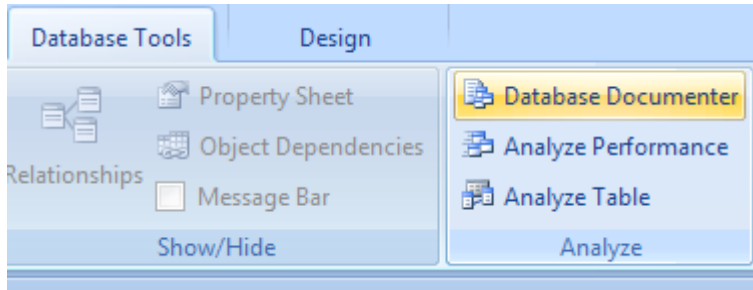 Database Tools
Design
Relationships
Property Sheet
Object Dependencies
Message Bar
Show/Hide
Database Documenter
Analyze Performance
Analyze Table
Analyze